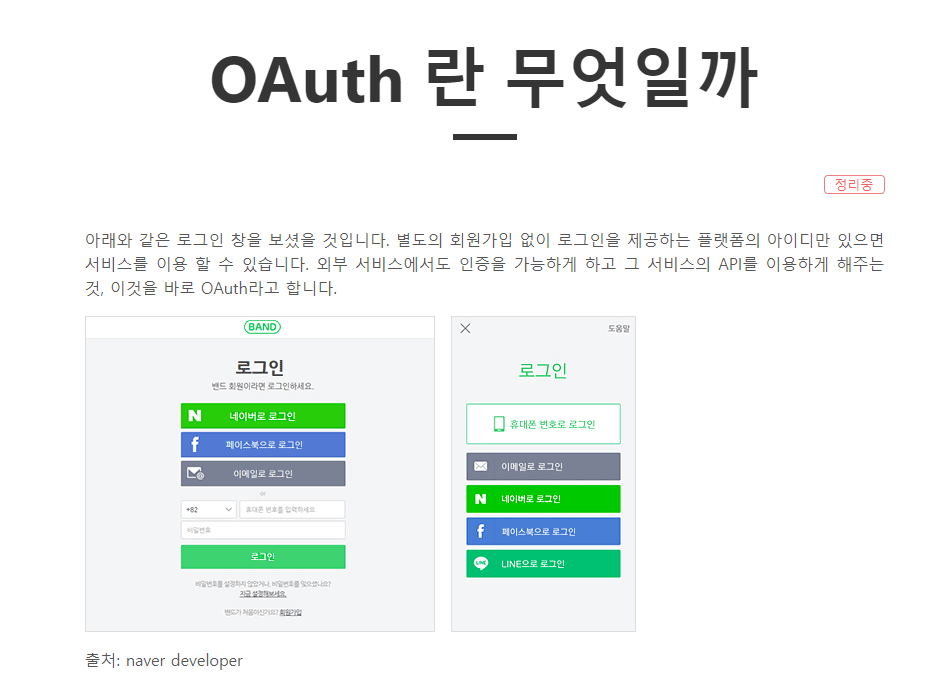 OAuth 란 무엇일까
정리중
아래와 같은 로그인 창을 보셨을 것입니다. 별도의 회원가입 없이 로그인을 제공하는 플랫폼의 아이디만 있으면
서비스를 이용 할 수 있습니다. 외부 서비스에서도 인증을 가능하게 하고 그 서비스의 API를 이용하게 해주는
것, 이것을 바로 OAuth라고 합니다.
BAND
로그인
밴드 회원이라면 로그인하세요.
네이버로 로그인
페이스북으로 로그인
이메일로 로그인
or
+82
휴대폰 번호를 입력하세요
비밀번호
로그인
비밀번호를 설정하지 않았거나, 비밀번호를 잊으셨나요?
지금 설정해보세요.
밴드가 처음이신가요? 회원가입
도움말
로그인
휴대폰 번호로 로그인
이메일로 로그인
네이버로 로그인
페이스북으로 로그인
LINE으로 로그인
출처: naver developer